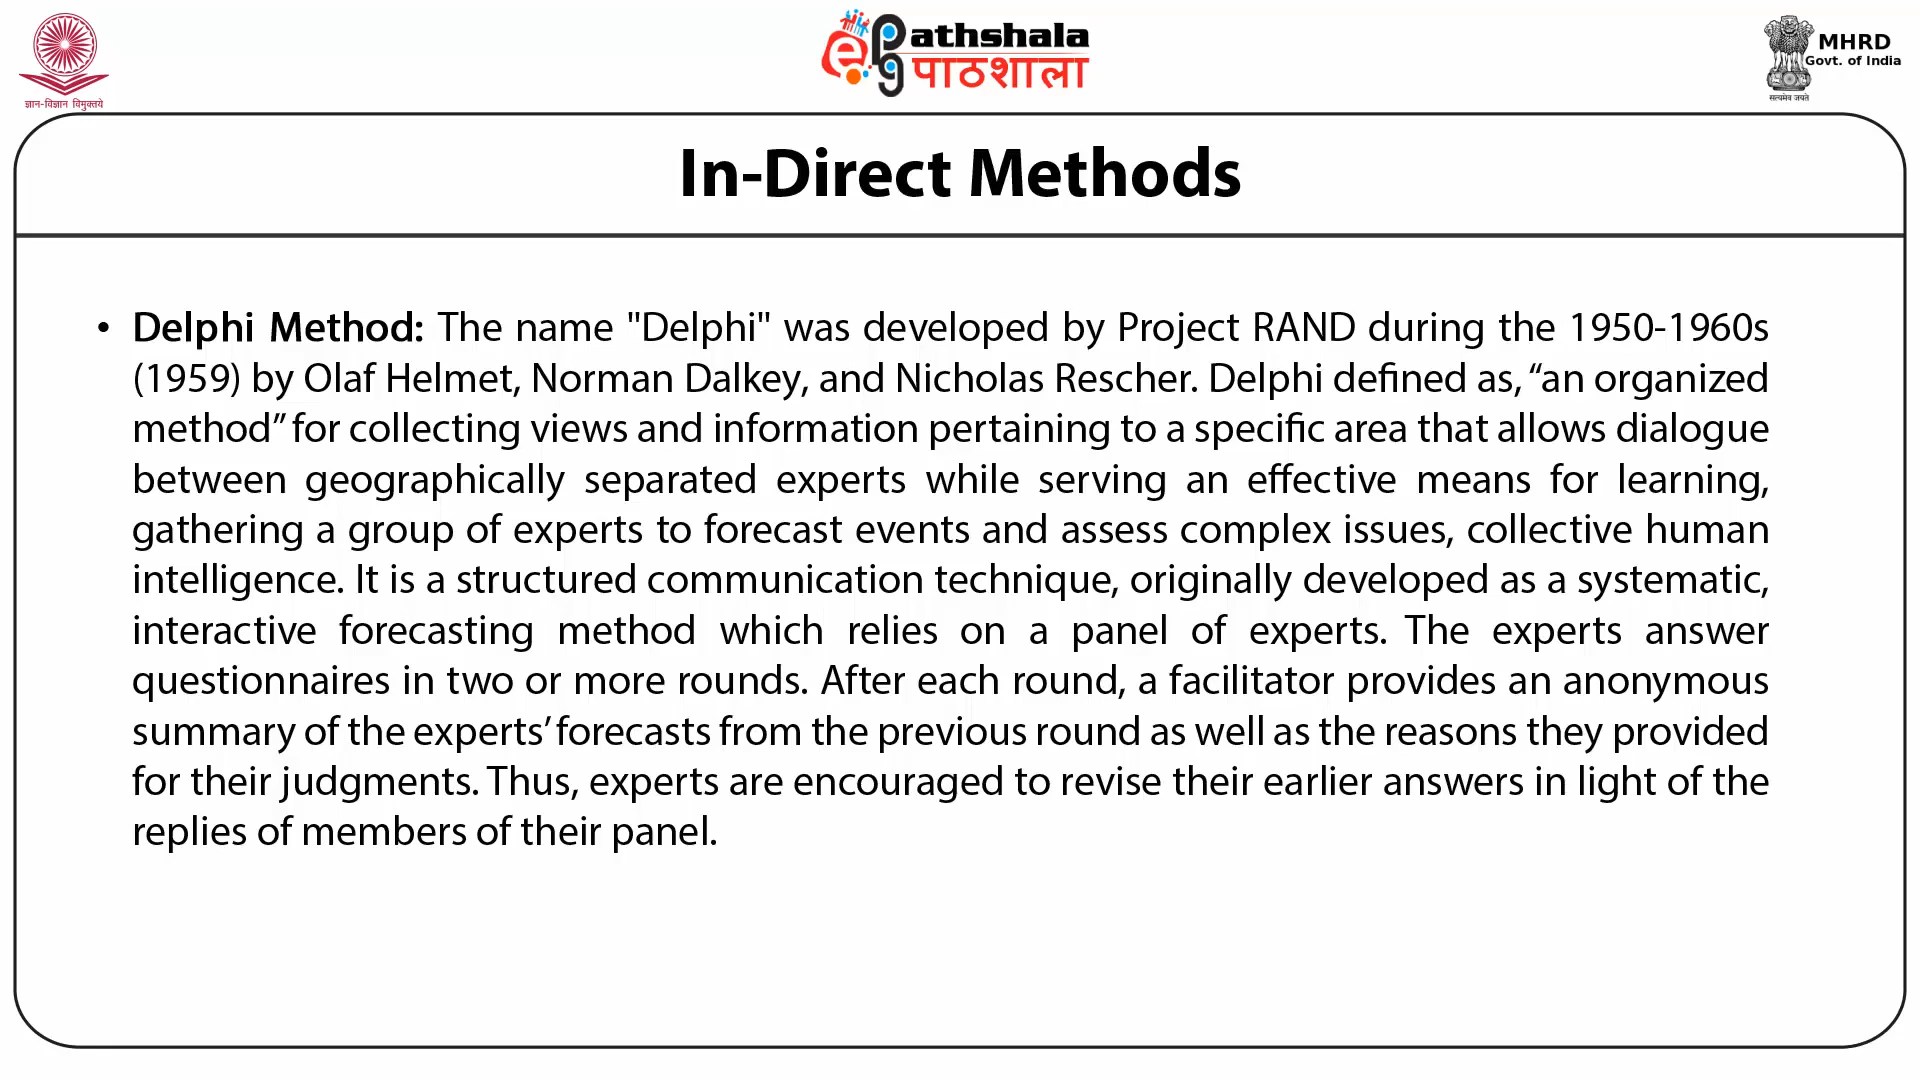 ज्ञान-विज्ञान विमुक्तये
ePathshala
पाठशाला
MHRD
Govt. of India
सत्यमेव जयते
In-Direct Methods
• Delphi Method: The name "Delphi" was developed by Project RAND during the 1950-1960s
(1959) by Olaf Helmet, Norman Dalkey, and Nicholas Rescher. Delphi defined as, “an organized
method” for collecting views and information pertaining to a specific area that allows dialogue
between geographically separated experts while serving an effective means for learning,
gathering a group of experts to forecast events and assess complex issues, collective human
intelligence. It is a structured communication technique, originally developed as a systematic,
interactive forecasting method which relies on a panel of experts. The experts answer
questionnaires in two or more rounds. After each round, a facilitator provides an anonymous
summary of the experts’ forecasts from the previous round as well as the reasons they provided
for their judgments. Thus, experts are encouraged to revise their earlier answers in light of the
replies of members of their panel.